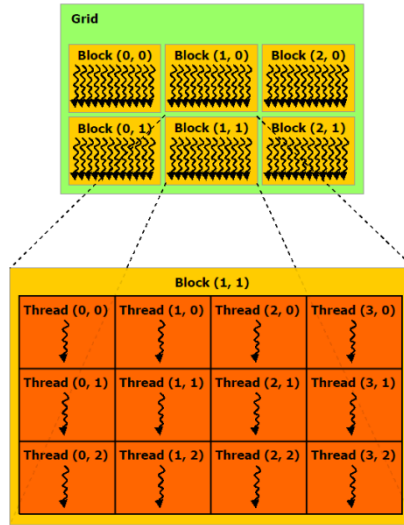 Grid
Block (0, 0) Block (1, 0) Block (2, 0)
Block (0, 1) Block (1, 1) Block (2, 1)
Block (1, 1)
Thread (0, 0) Thread (1, 0) Thread (2, 0) Thread (3, 0)
Thread (0, 1) Thread (1, 1) Thread (2, 1) Thread (3, 1)
Thread (0, 2) Thread (1, 2) Thread (2, 2) Thread (3, 2)